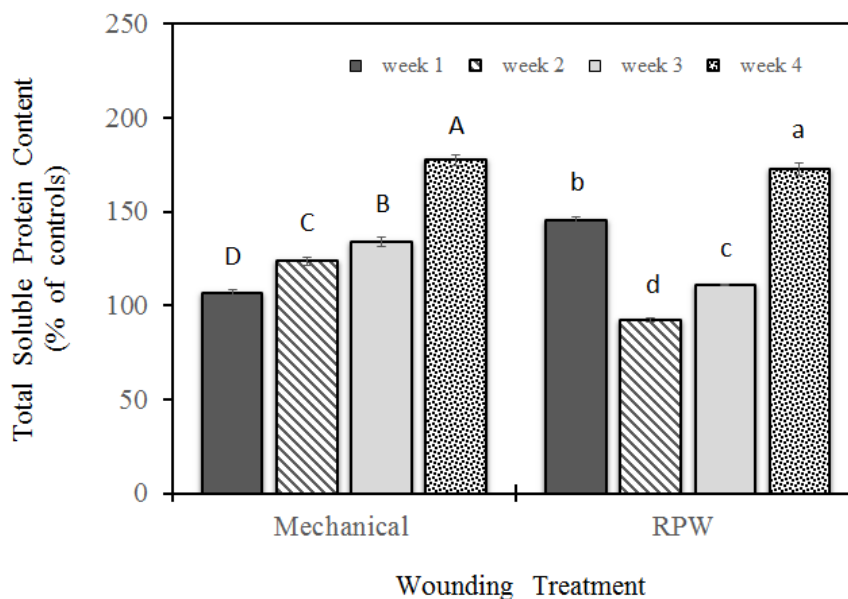 Total Soluble Protein Content
(% of controls)
250
200
150
100
50
0
week 1 week 2 week 3 week 4
D
C
B
A
b
d
c
a
Mechanical RPW
Wounding Treatment